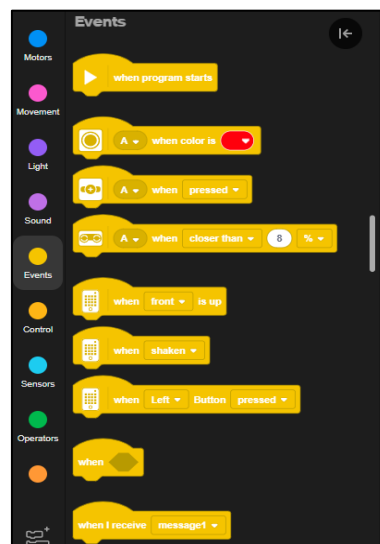 Events
Motors
Movement
Light
Sound
Events
Control
Sensors
Operators
when program starts
A when color is
A when pressed
A when closer than 8 %
when front is up
when shaken
when Left Button pressed
when
when I receive message1